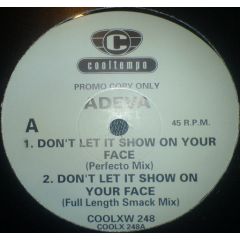 C
cooltempo
PROMO COPY ONLY
45 R.P.M.
ADEVA
A
1. DON'T LET IT SHOW ON YOUR
FACE
(Perfecto Mix)
2. DON'T LET IT SHOW ON
YOUR FACE
(Full Length Smack Mix)
COOLXW 248
COOLX 248A